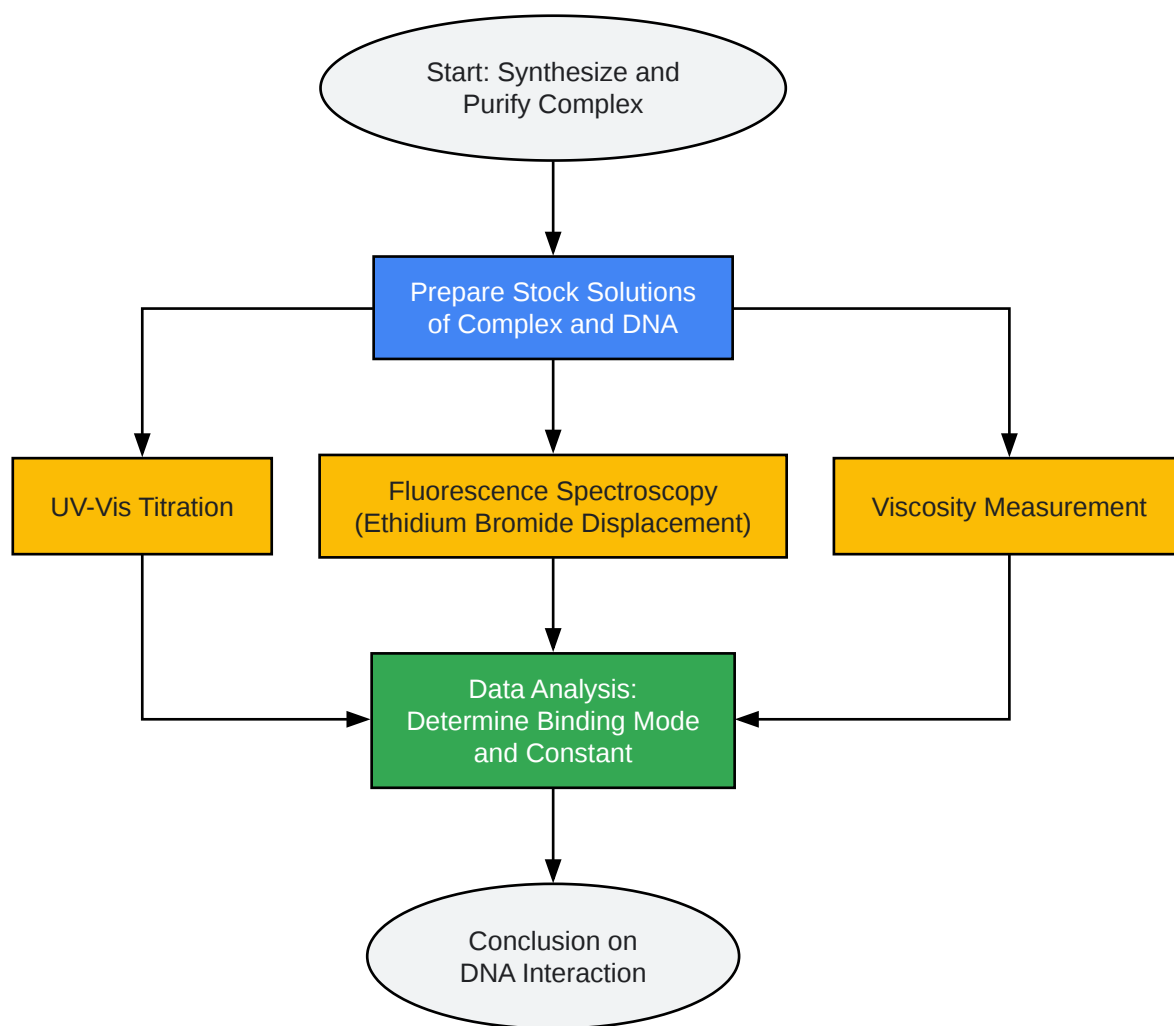 Start: Synthesize and
Purify Complex
Prepare Stock Solutions
of Complex and DNA
UV-Vis Titration
Fluorescence Spectroscopy
(Ethidium Bromide Displacement)
Viscosity Measurement
Data Analysis:
Determine Binding Mode
and Constant
Conclusion on
DNA Interaction